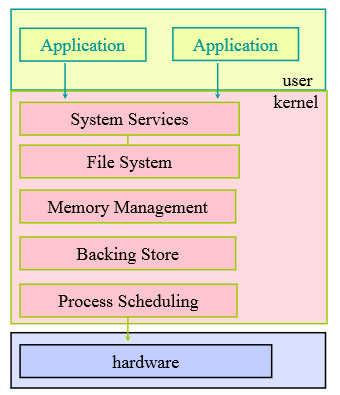 Application
Application
user
kernel
System Services
File System
Memory Management
Backing Store
Process Scheduling
hardware